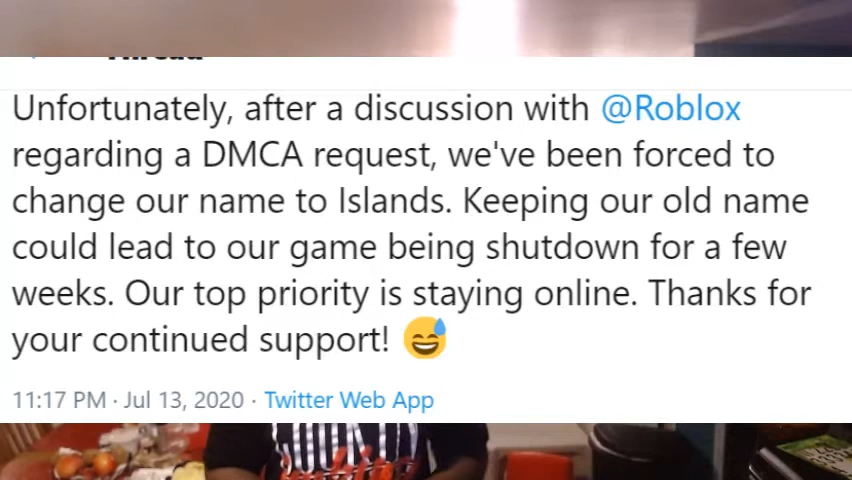 Thread
Unfortunately, after a discussion with @Roblox
regarding a DMCA request, we've been forced to
change our name to Islands. Keeping our old name
could lead to our game being shutdown for a few
weeks. Our top priority is staying online. Thanks for
your continued support! 😅
11:17 PM · Jul 13, 2020 · Twitter Web App